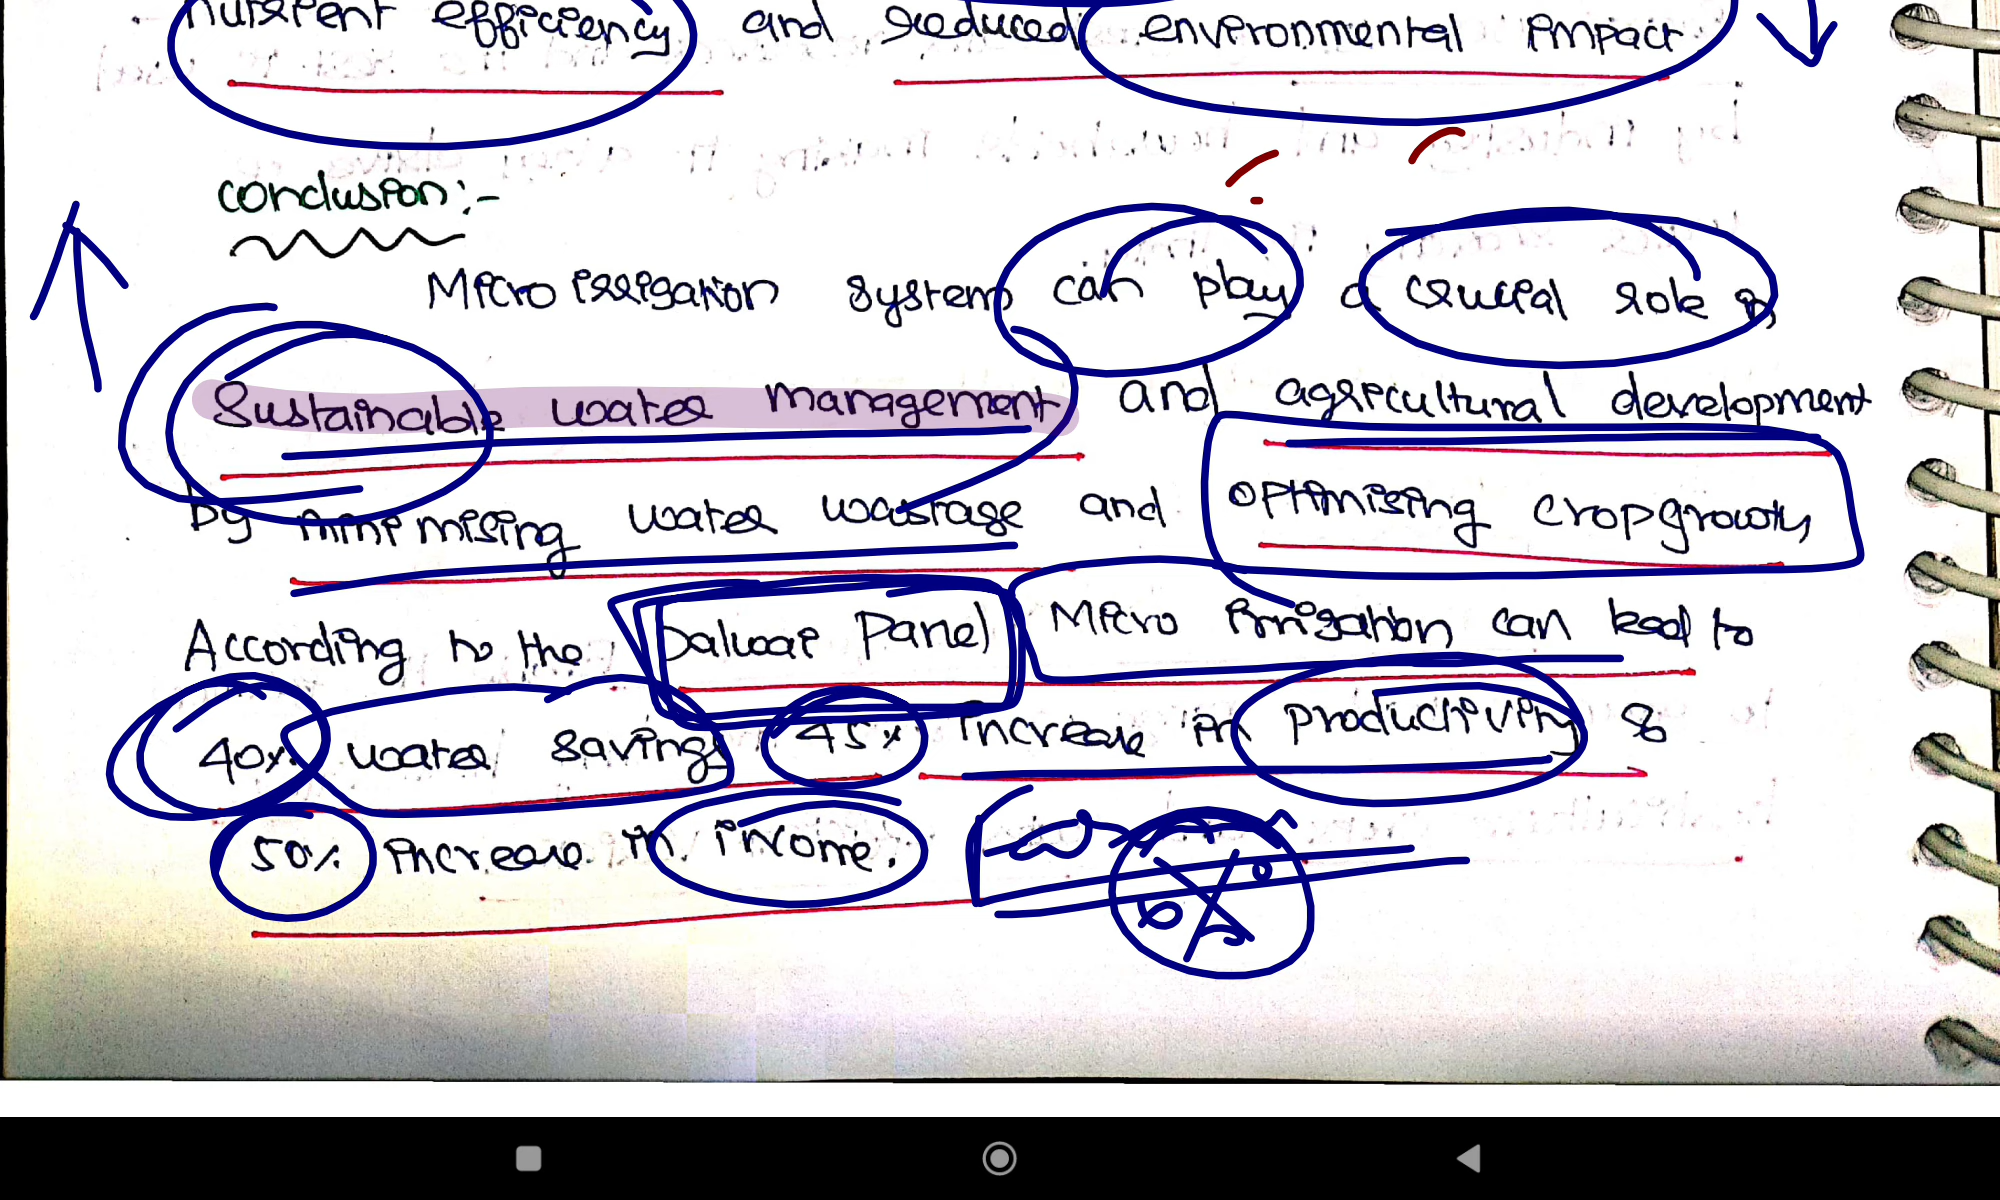 nutrient efficiency and reduced environmental impact
conclusion:-
Micro irrigation systems can play a crucial role in
Sustainable water management and agricultural development
by minimising water wastage and optimising crop growth
According to the Dalwai Panel Micro irrigation can lead to
40% water savings 45% increase in productivity &
50% increase in income.